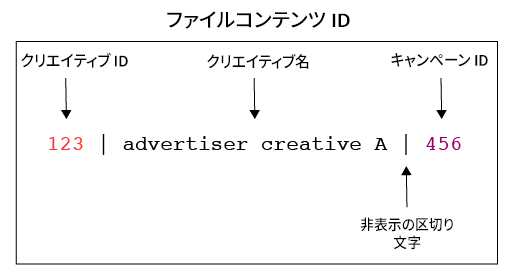 ファイルコンテンツ ID
クリエイティブ ID クリエイティブ名 キャンペーン ID
123 | advertiser creative A | 456
非表示の区切り
文字